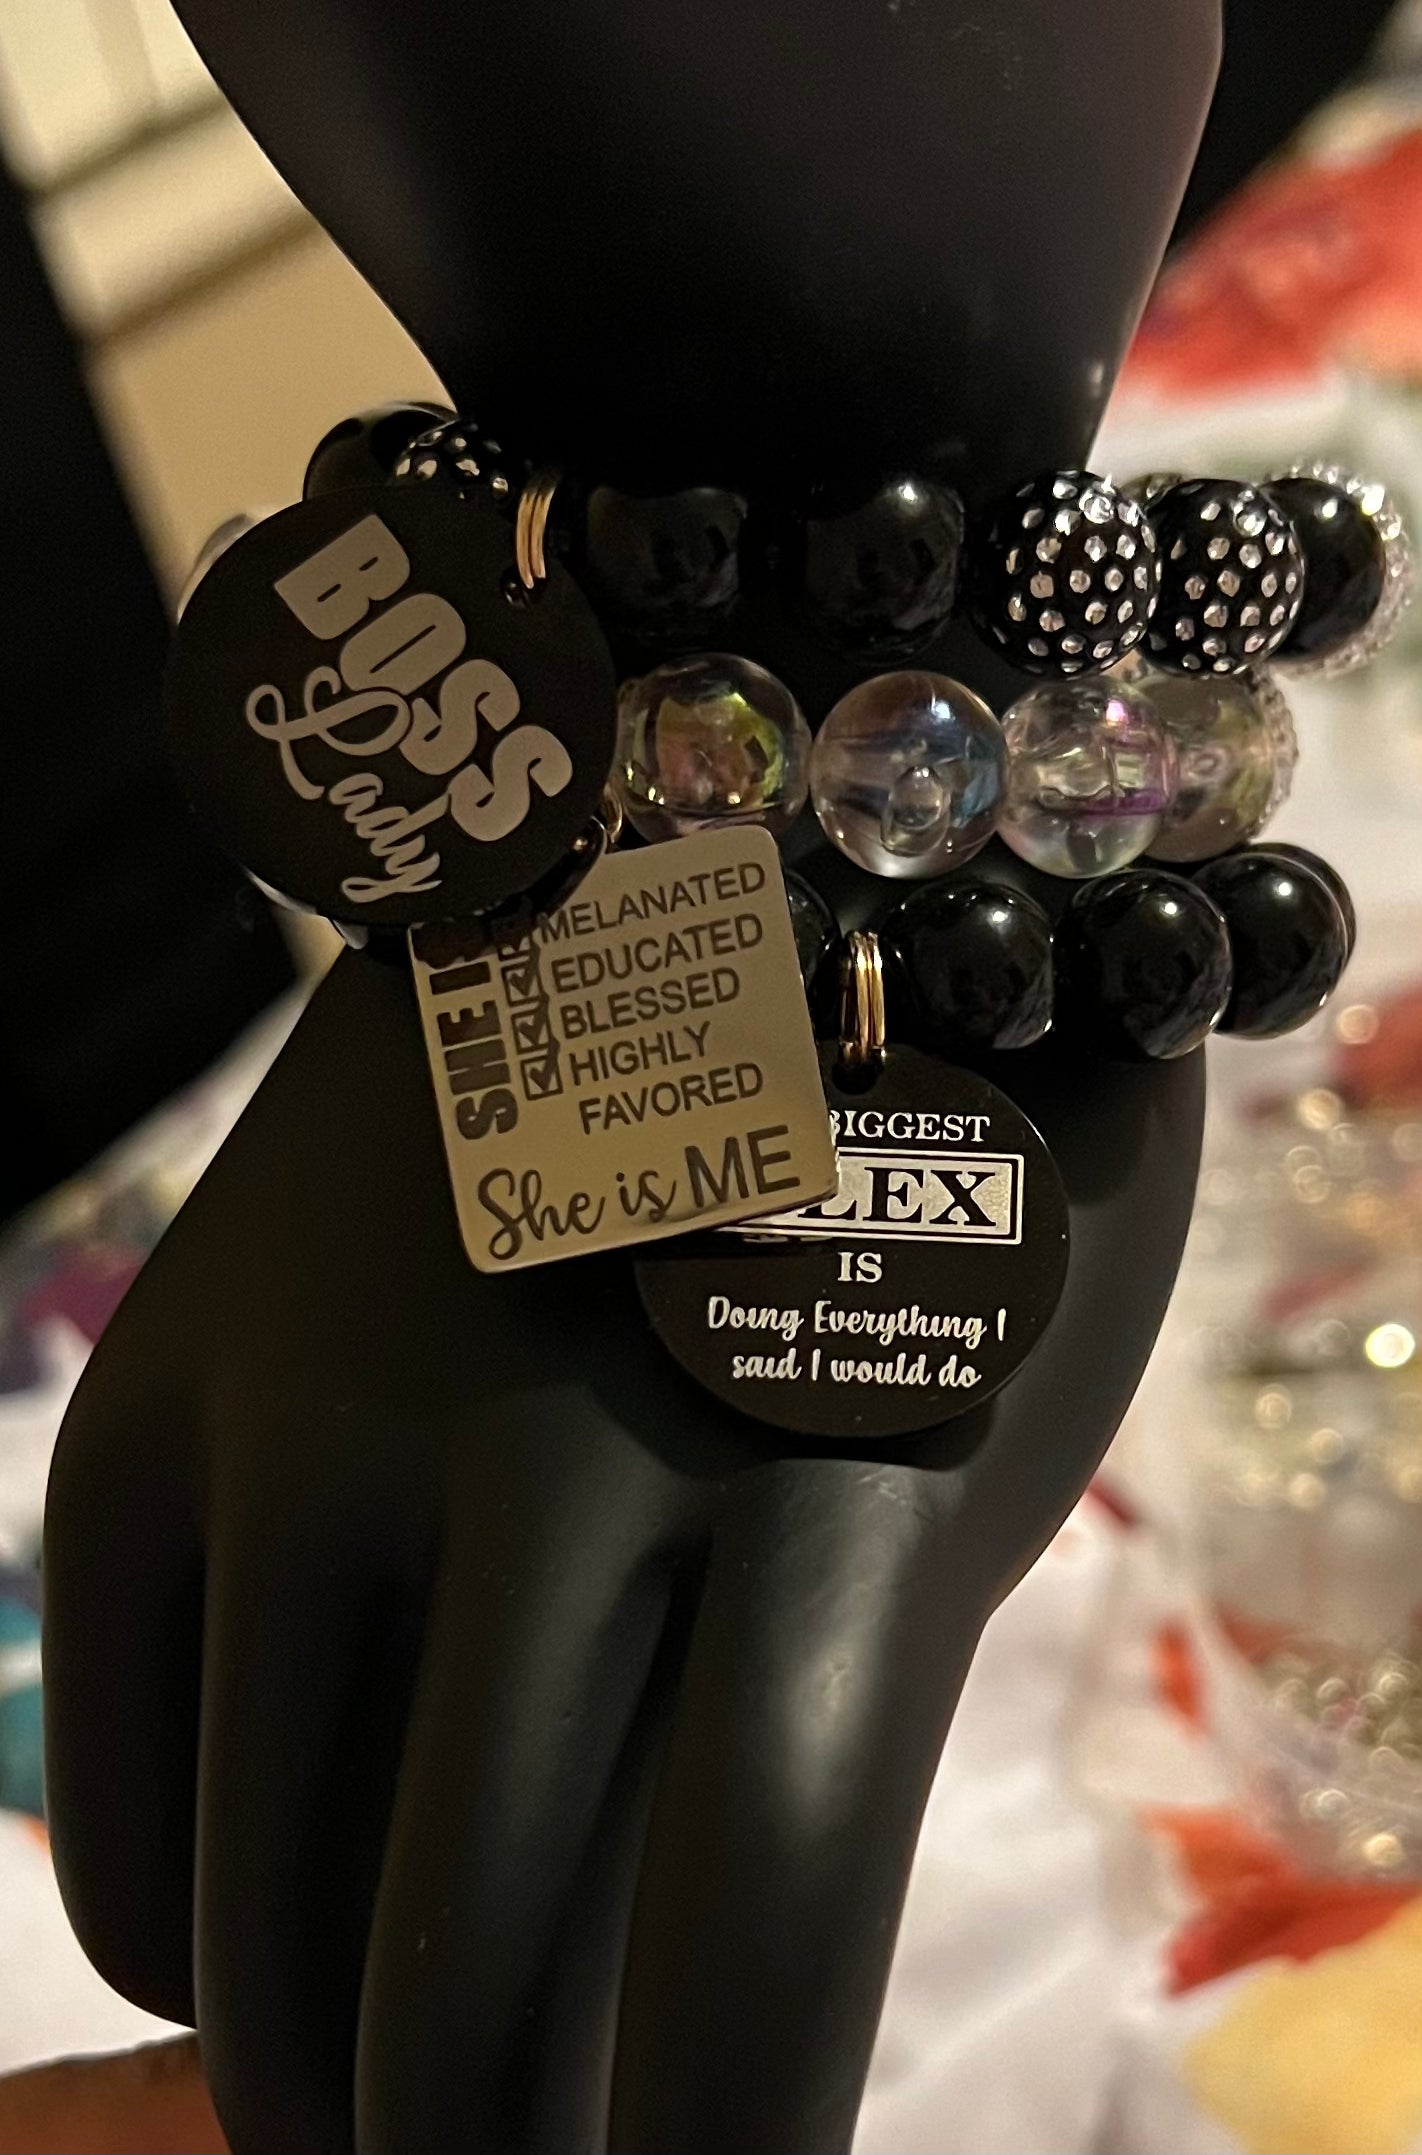 BOSS
Lady
SHE IS
MELANATED
EDUCATED
BLESSED
HIGHLY
FAVORED
She is ME
BIGGEST
LEX
IS
Doing Everything I
said I would do